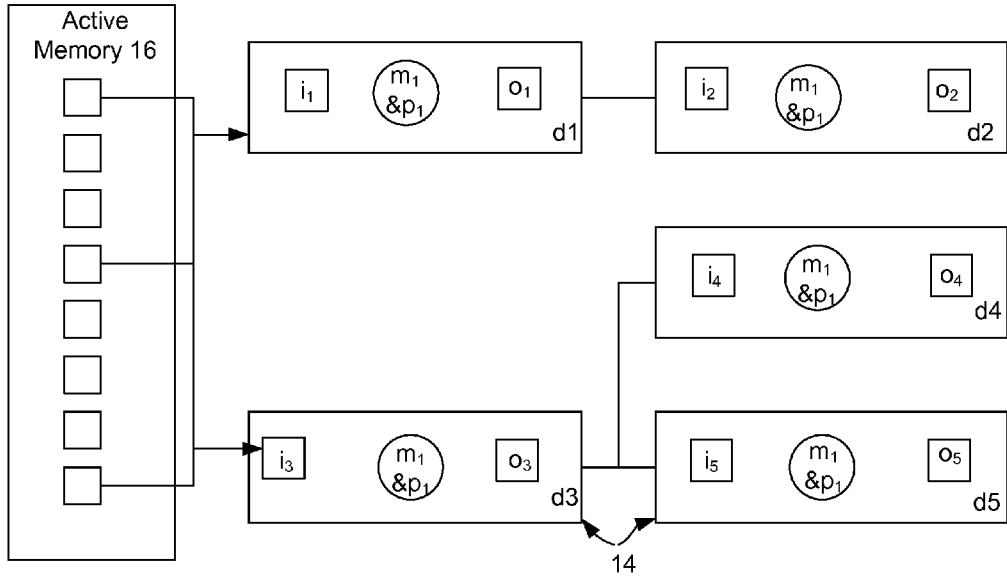 Active
Memory 16
i₁
m₁
&p₁
o₁
d1
i₂
m₁
&p₁
o₂
d2
i₄
m₁
&p₁
o₄
d4
i₃
m₁
&p₁
o₃
d3
i₅
m₁
&p₁
o₅
d5
14